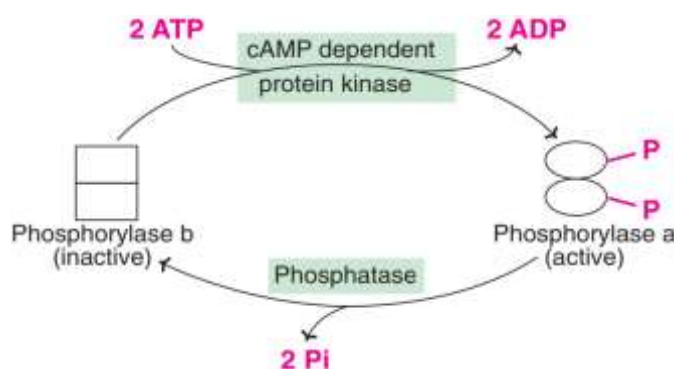 2 ATP
cAMP dependent
protein kinase
2 ADP
P
P
Phosphorylase b
(inactive)
Phosphorylase a
(active)
Phosphatase
2 Pi